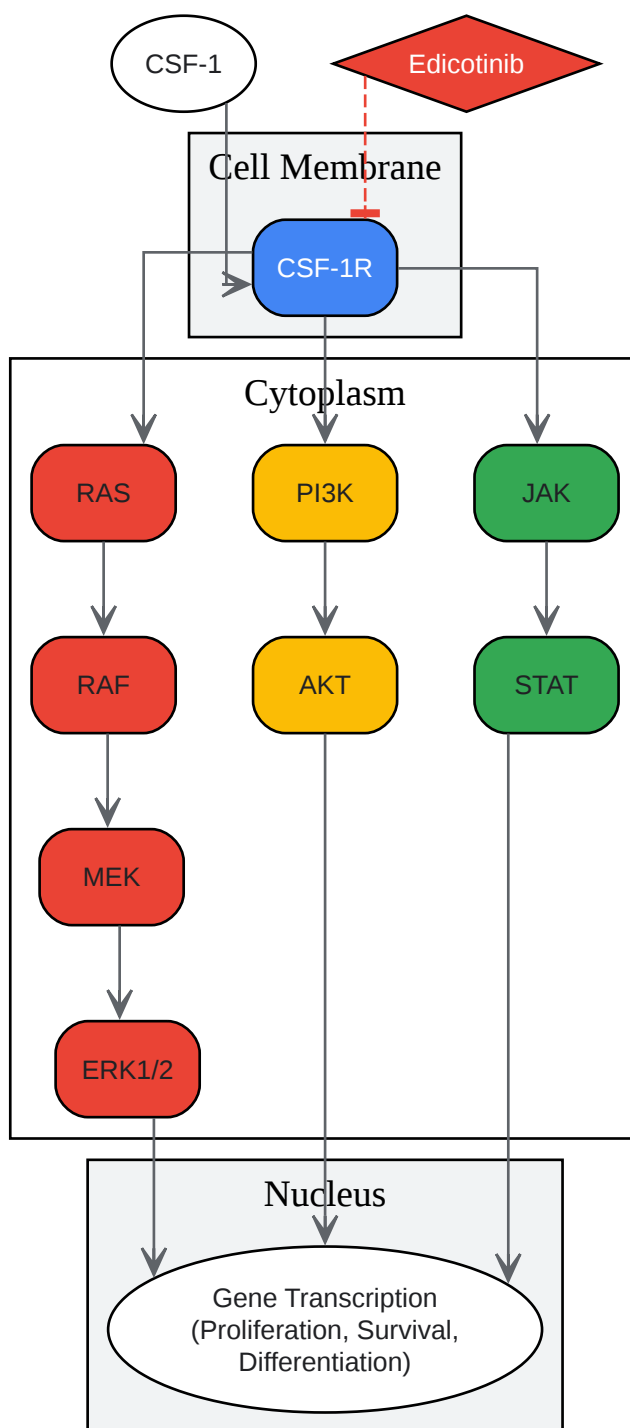 CSF-1
Edicotinib
Cell Membrane
CSF-1R
Cytoplasm
RAS
PI3K
JAK
RAF
AKT
STAT
MEK
ERK1/2
Nucleus
Gene Transcription
(Proliferation, Survival,
Differentiation)